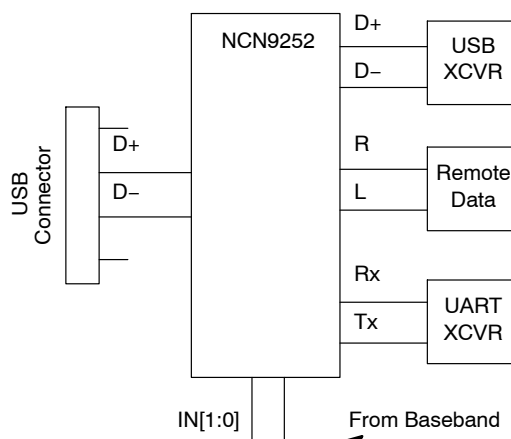 NCN9252
D+
D−
USB
XCVR
USB
Connector
D+
D−
R
L
Remote
Data
Rx
Tx
UART
XCVR
IN[1:0]
From Baseband